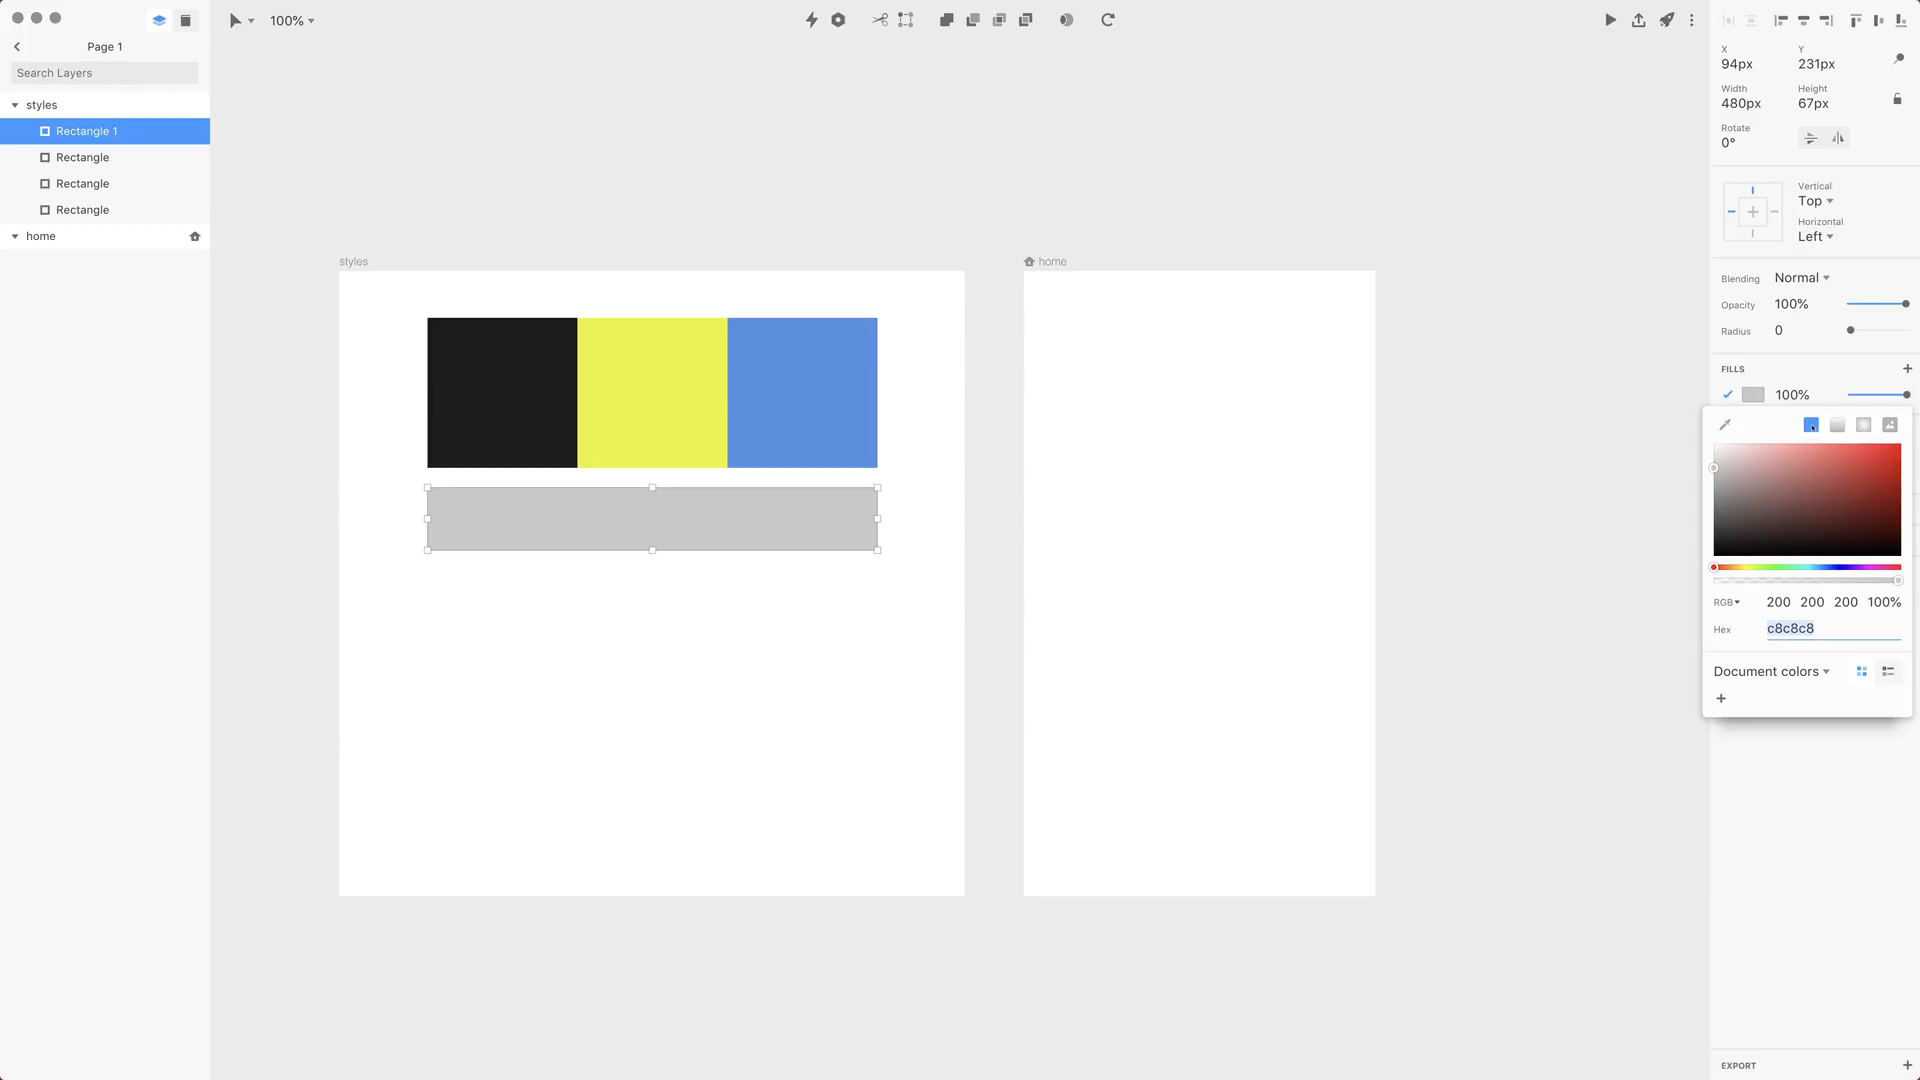 100%
Page 1
Search Layers
styles
Rectangle 1
Rectangle
Rectangle
Rectangle
home
styles
home
X
Y
94px
231px
Width
Height
480px
67px
Rotate
0°
Vertical
Top
Horizontal
Left
Blending
Normal
Opacity
100%
Radius
0
FILLS
100%
RGB
200 200 200 100%
Hex
c8c8c8
Document colors
EXPORT